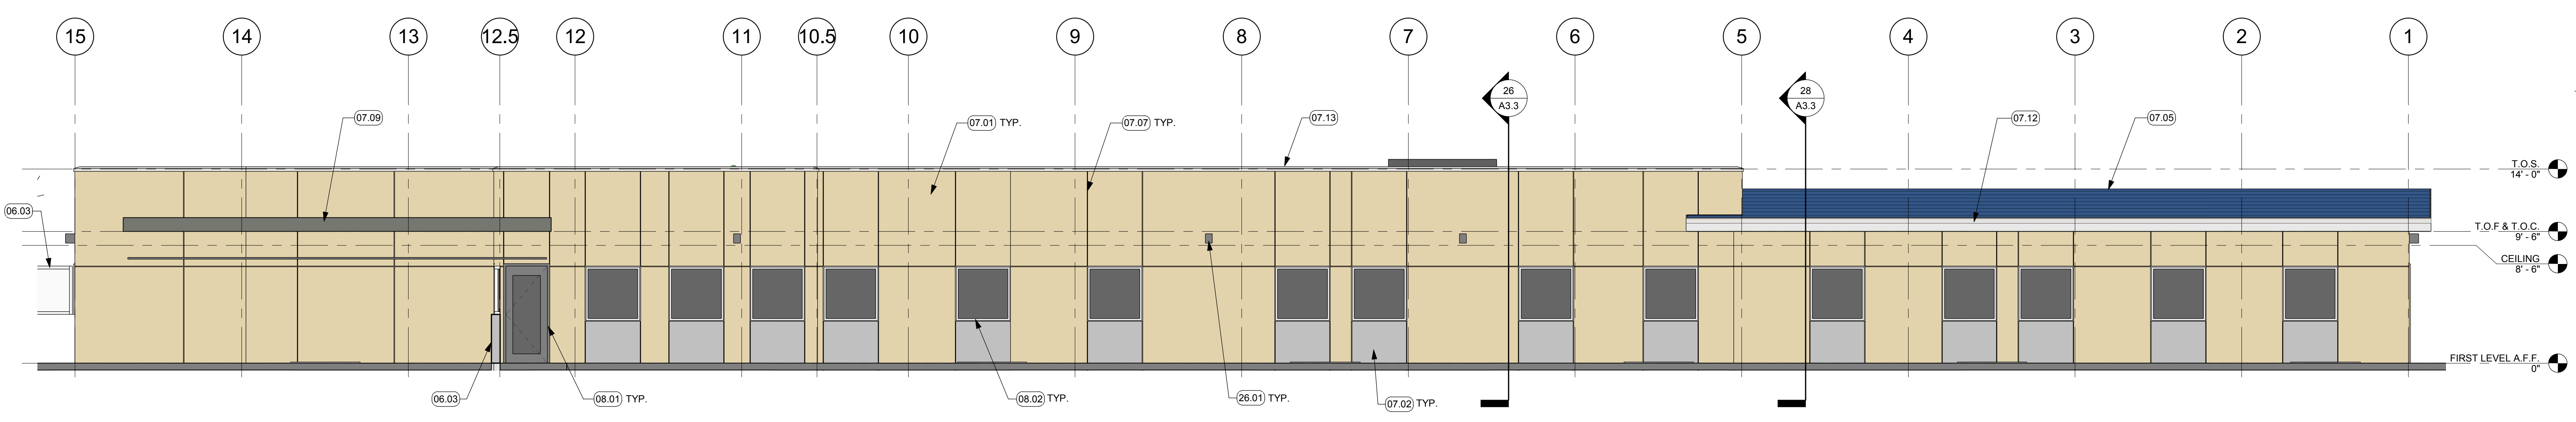 15
14
13
12.5
12
11
10.5
10
9
8
7
6
5
4
3
2
1
26
A3.3
28
A3.3
07.09
07.01 TYP.
07.07 TYP.
07.13
07.12
07.05
T.O.S.
14' - 0"
06.03
T.O.F & T.O.C.
9' - 6"
CEILING
8' - 6"
FIRST LEVEL A.F.F.
0"
06.03
08.01 TYP.
08.02 TYP.
26.01 TYP.
07.02 TYP.